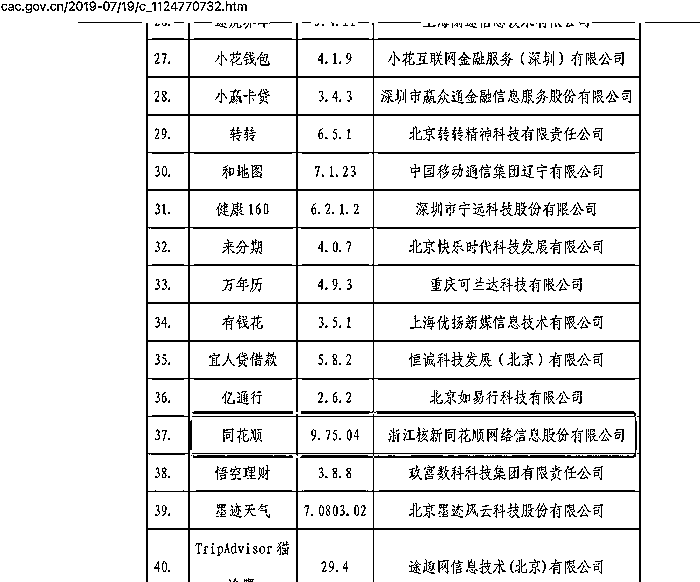 cac.gov.cn/2019-07/19/c_1124770732.htm
27. 小花钱包 4.1.9 小花互联网金融服务（深圳）有限公司
28. 小赢卡贷 3.4.3 深圳市赢众通金融信息服务股份有限公司
29. 转转 6.5.1 北京转转精神科技有限责任公司
30. 和地图 7.1.23 中国移动通信集团辽宁有限公司
31. 健康160 6.2.1.2 深圳市宁远科技股份有限公司
32. 来分期 4.0.7 北京快乐时代科技发展有限公司
33. 万年历 4.9.3 重庆可兰达科技有限公司
34. 有钱花 3.5.1 上海优扬新媒信息技术有限公司
35. 宜人贷借款 5.8.2 恒诚科技发展（北京）有限公司
36. 亿通行 2.6.2 北京如易行科技有限公司
37. 同花顺 9.75.04 浙江核新同花顺网络信息股份有限公司
38. 悟空理财 3.8.8 玖富数科科技集团有限责任公司
39. 墨迹天气 7.0803.02 北京墨迹风云科技股份有限公司
40. TripAdvisor猫 29.4 途趣网信息技术(北京)有限公司